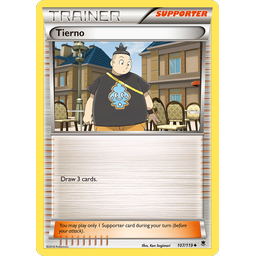 TRAINER
SUPPORTER
Tierno
Draw 3 cards.
You may play only 1 Supporter card during your turn (before
your attack).
Illus. Ken Sugimori
107/119